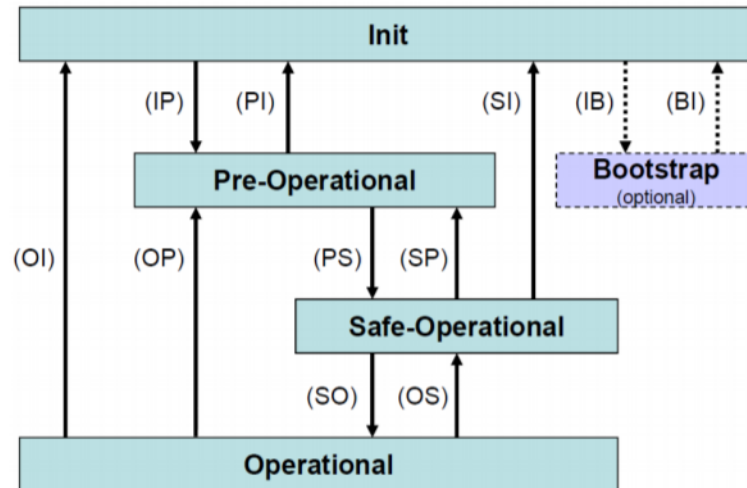 Init
(IP) (PI) (SI) (IB) (BI)
Pre-Operational
Bootstrap
(optional)
(OI) (OP) (PS) (SP)
Safe-Operational
(SO) (OS)
Operational